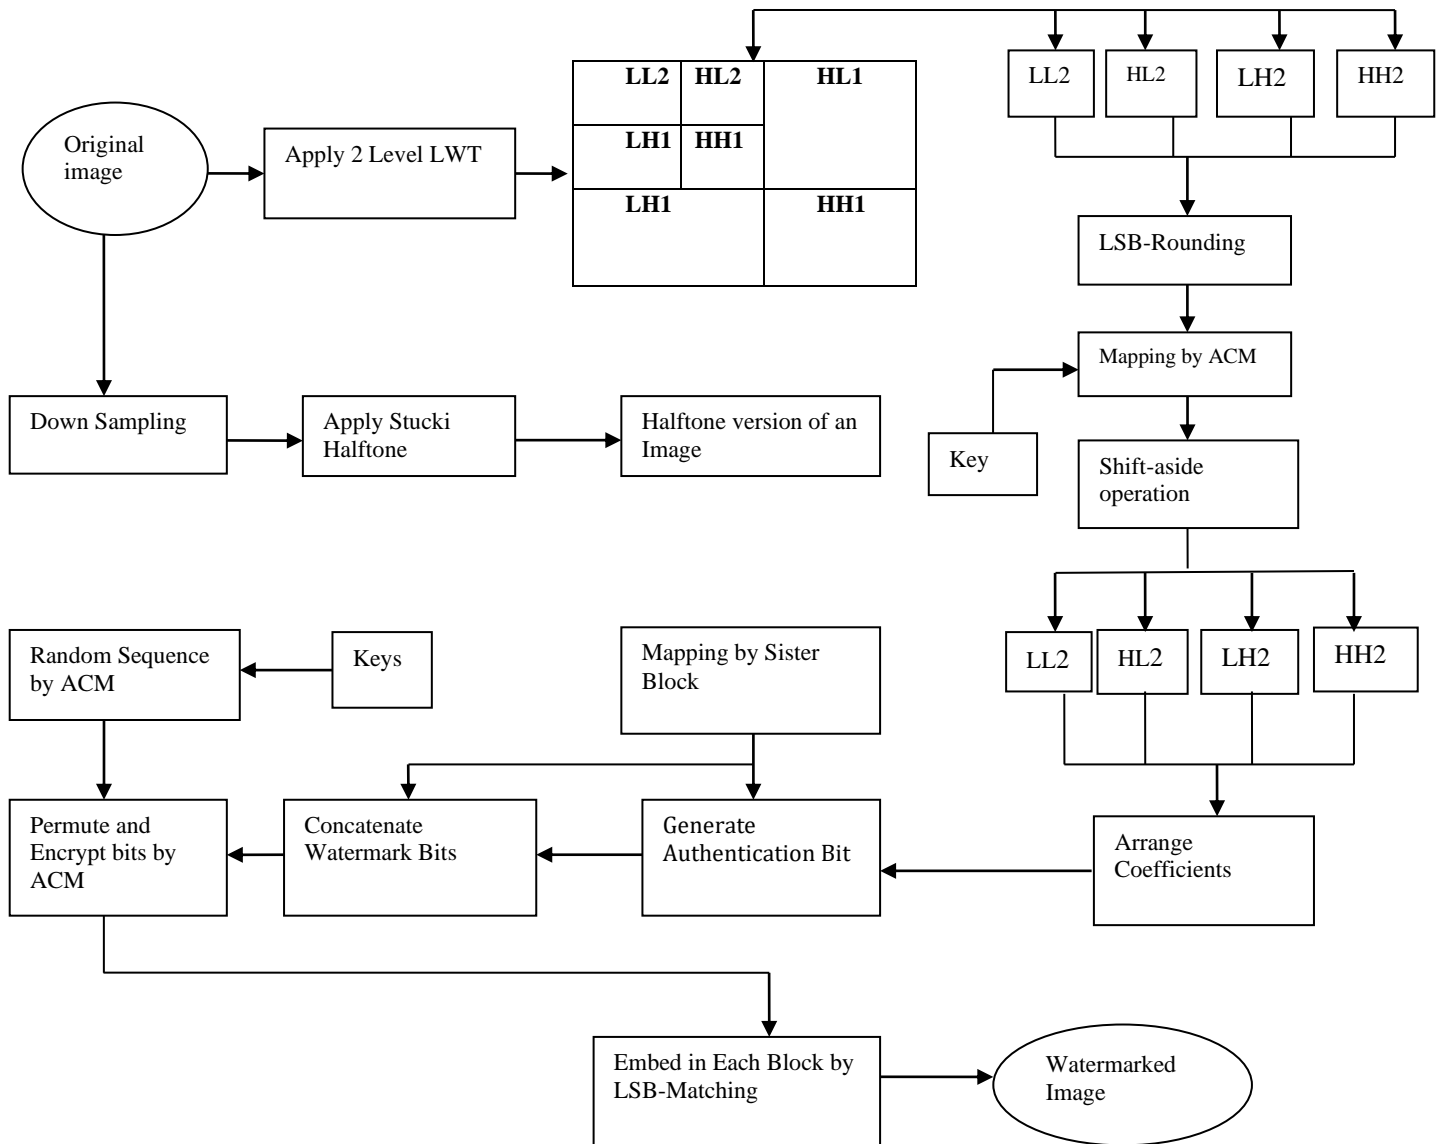 LL2
HL2
LH2
HH2
LL2 HL2 HL1
LH1 HH1
LH1 HH1
Original
image
Apply 2 Level LWT
LSB-Rounding
Mapping by ACM
Key
Shift-aside
operation
Down Sampling
Apply Stucki
Halftone
Halftone version of an
Image
LL2
HL2
LH2
HH2
Random Sequence
by ACM
Keys
Mapping by Sister
Block
Permute and
Encrypt bits by
ACM
Concatenate
Watermark Bits
Generate
Authentication Bit
Arrange
Coefficients
Embed in Each Block by
LSB-Matching
Watermarked
Image